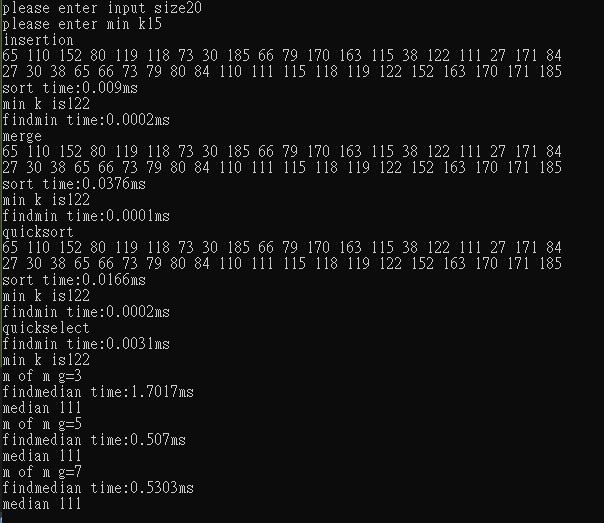 please enter input size20
please enter min k15
insertion
65 110 152 80 119 118 73 30 185 66 79 170 163 115 38 122 111 27 171 84
27 30 38 65 66 73 79 80 84 110 111 115 118 119 122 152 163 170 171 185
sort time:0.009ms
min k is122
findmin time:0.0002ms
merge
65 110 152 80 119 118 73 30 185 66 79 170 163 115 38 122 111 27 171 84
27 30 38 65 66 73 79 80 84 110 111 115 118 119 122 152 163 170 171 185
sort time:0.0376ms
min k is122
findmin time:0.0001ms
quicksort
65 110 152 80 119 118 73 30 185 66 79 170 163 115 38 122 111 27 171 84
27 30 38 65 66 73 79 80 84 110 111 115 118 119 122 152 163 170 171 185
sort time:0.0166ms
min k is122
findmin time:0.0002ms
quickselect
findmin time:0.0031ms
min k is122
m of m g=3
findmedian time:1.7017ms
median 111
m of m g=5
findmedian time:0.507ms
median 111
m of m g=7
findmedian time:0.5303ms
median 111